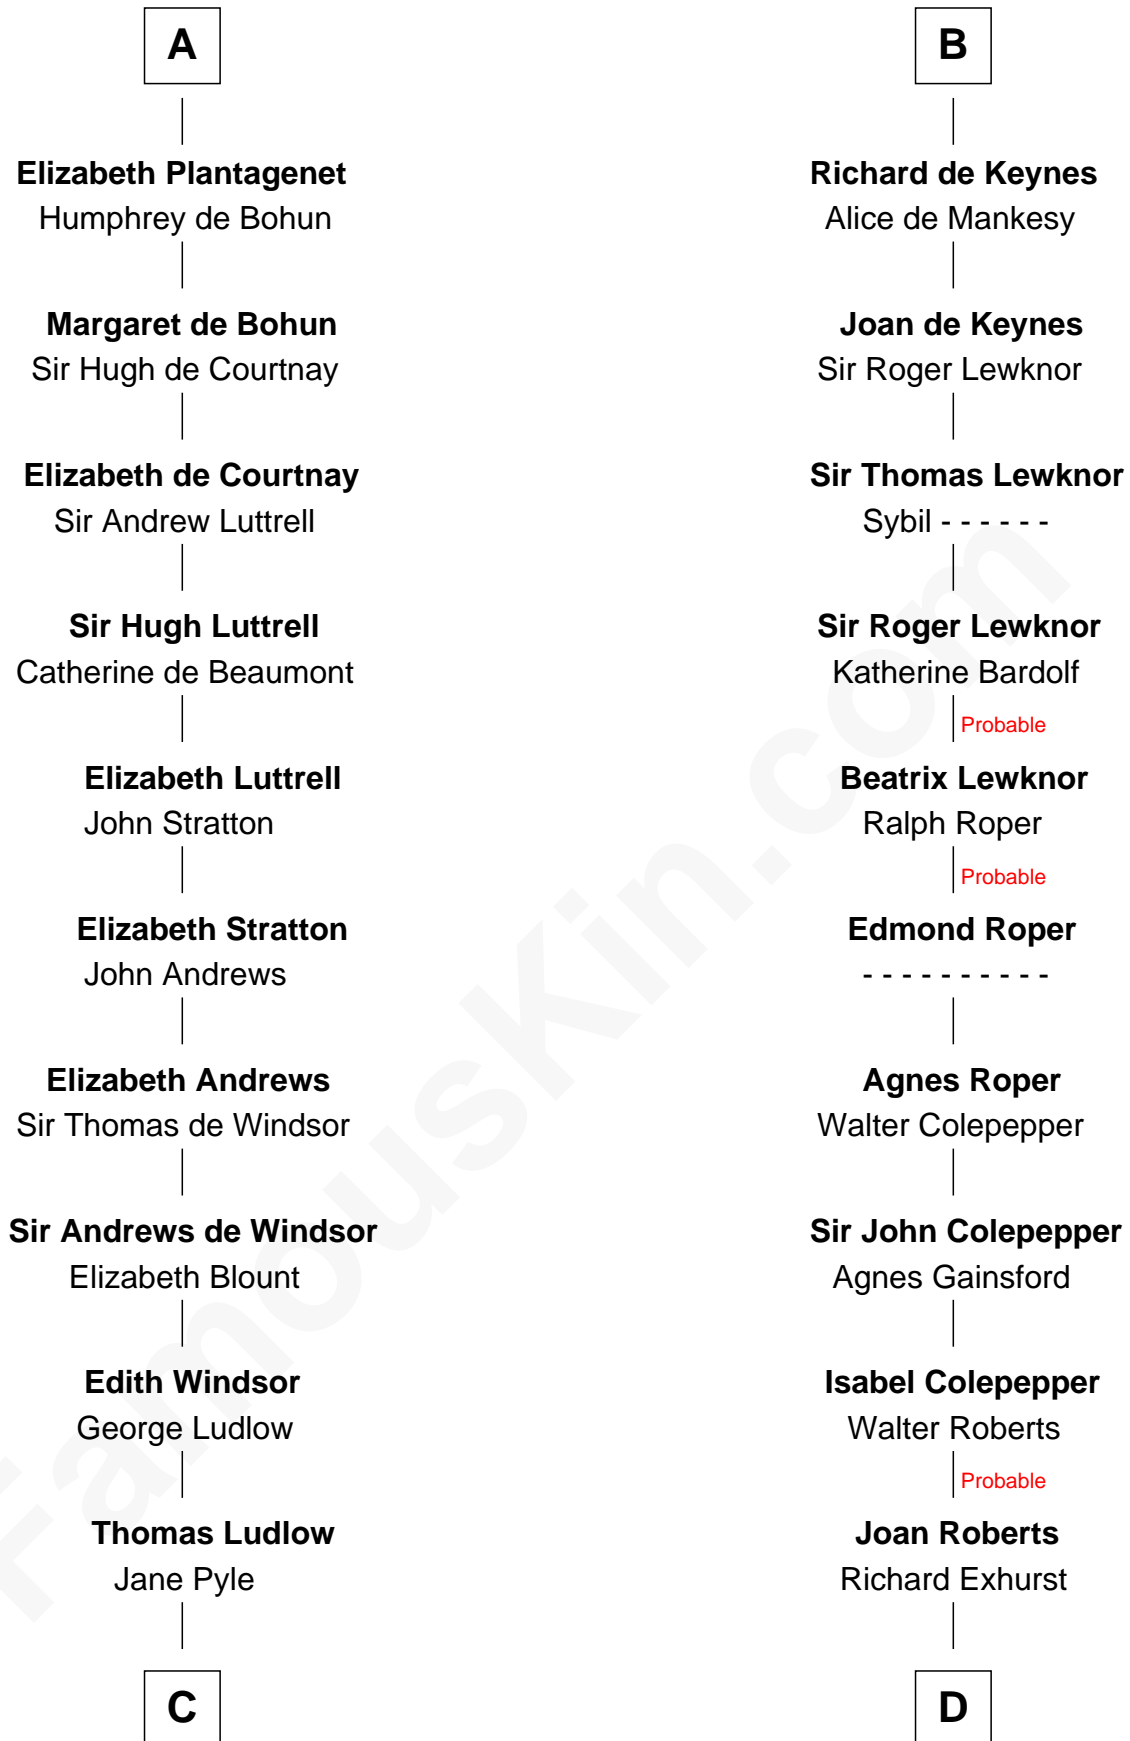 A
Elizabeth Plantagenet
Humphrey de Bohun
Margaret de Bohun
Sir Hugh de Courtnay
Elizabeth de Courtnay
Sir Andrew Luttrell
Sir Hugh Luttrell
Catherine de Beaumont
Elizabeth Luttrell
John Stratton
Elizabeth Stratton
John Andrews
Elizabeth Andrews
Sir Thomas de Windsor
Sir Andrews de Windsor
Elizabeth Blount
Edith Windsor
George Ludlow
Thomas Ludlow
Jane Pyle
C
B
Richard de Keynes
Alice de Mankesy
Joan de Keynes
Sir Roger Lewknor
Sir Thomas Lewknor
Sybil - - - - - -
Sir Roger Lewknor
Katherine Bardolf
Probable
Beatrix Lewknor
Ralph Roper
Probable
Edmond Roper
- - - - - - - - - -
Agnes Roper
Walter Colepepper
Sir John Colepepper
Agnes Gainsford
Isabel Colepepper
Walter Roberts
Probable
Joan Roberts
Richard Exhurst
D
FamousKin.com